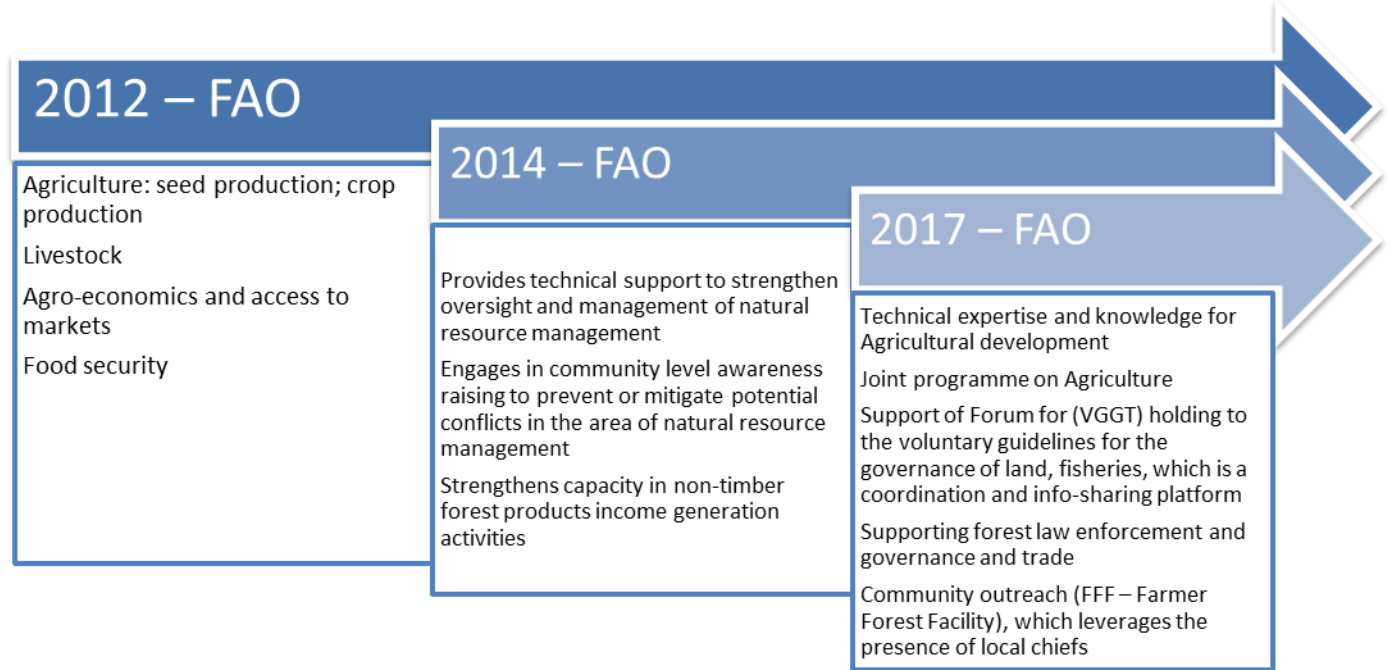 2012 – FAO
Agriculture: seed production; crop
production
Livestock
Agro-economics and access to
markets
Food security
2014 – FAO
Provides technical support to strengthen
oversight and management of natural
resource management
Engages in community level awareness
raising to prevent or mitigate potential
conflicts in the area of natural resource
management
Strengthens capacity in non-timber
forest products income generation
activities
2017 – FAO
Technical expertise and knowledge for
Agricultural development
Joint programme on Agriculture
Support of Forum for (VGGT) holding to
the voluntary guidelines for the
governance of land, fisheries, which is a
coordination and info-sharing platform
Supporting forest law enforcement and
governance and trade
Community outreach (FFF – Farmer
Forest Facility), which leverages the
presence of local chiefs